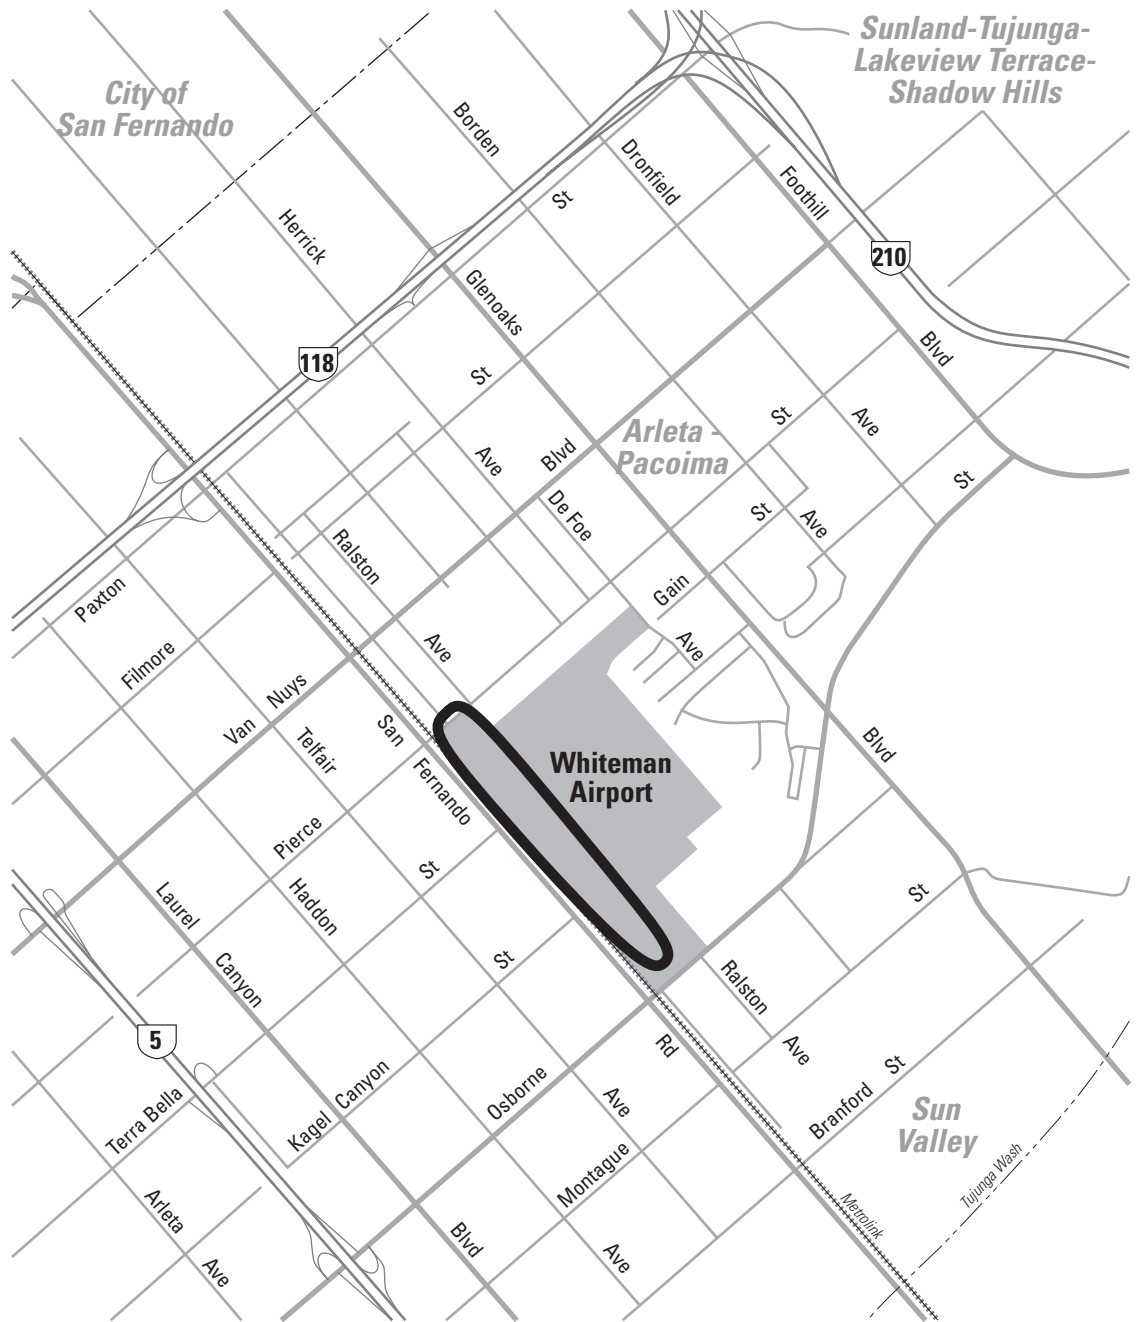 Sunland-Tujunga-
Lakeview Terrace-
Shadow Hills
City of
San Fernando
Borden
Dronfield
Foothill
St
Herrick
210
Glenoaks
Blvd
118
St
Arleta -
Pacoima
St
Ave
Blvd
Ave
De Foe
St
Ave
St
Ralston
Gain
Paxton
Ave
Ave
Filmore
Van Nuys
San
Telfair
Fernando
Blvd
Whiteman
Airport
Pierce
St
Laurel
Haddon
St
Canyon
St
Ralston
5
Rd
Ave
Canyon
Kagel
Osborne
Ave
St
Branford
Terra Bella
Sun
Valley
Montague
Tujunga Wash
Arleta
Metrolink
Blvd
Ave
Ave